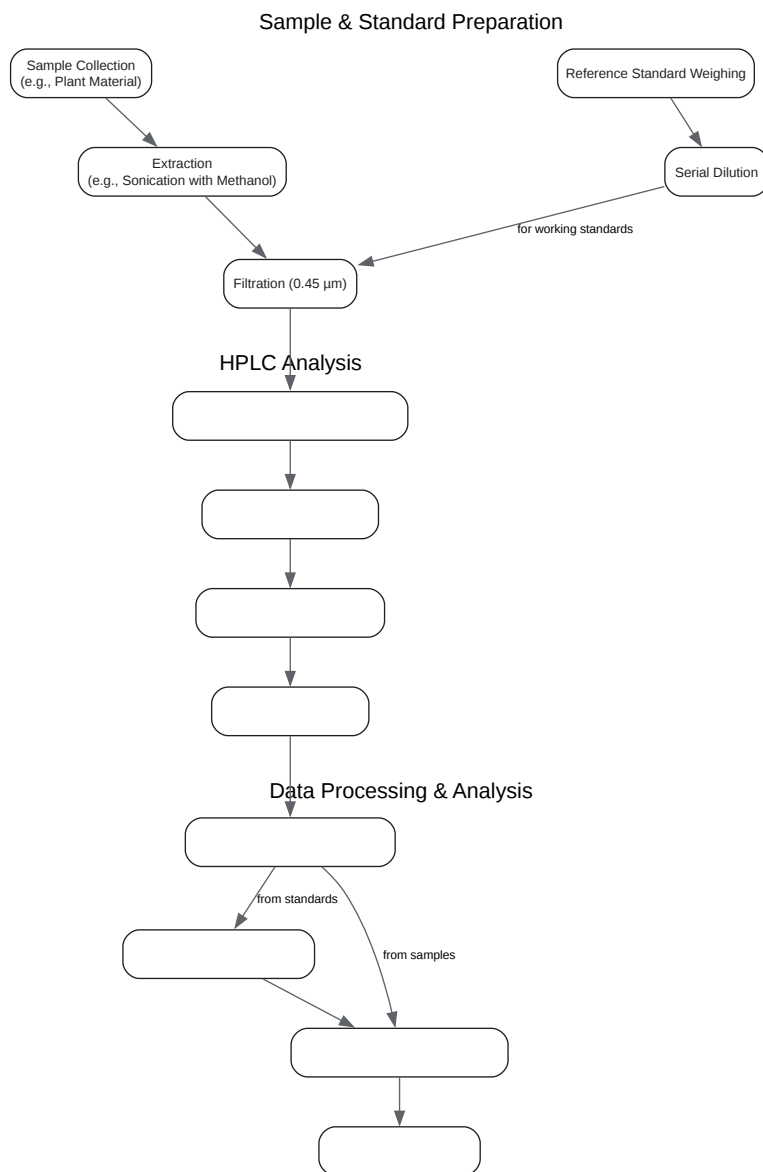 Sample & Standard Preparation
Sample Collection
(e.g., Plant Material)
Reference Standard Weighing
Extraction
(e.g., Sonication with Methanol)
Serial Dilution
for working standards
Filtration (0.45 µm)
HPLC Analysis
Data Processing & Analysis
from standards
from samples